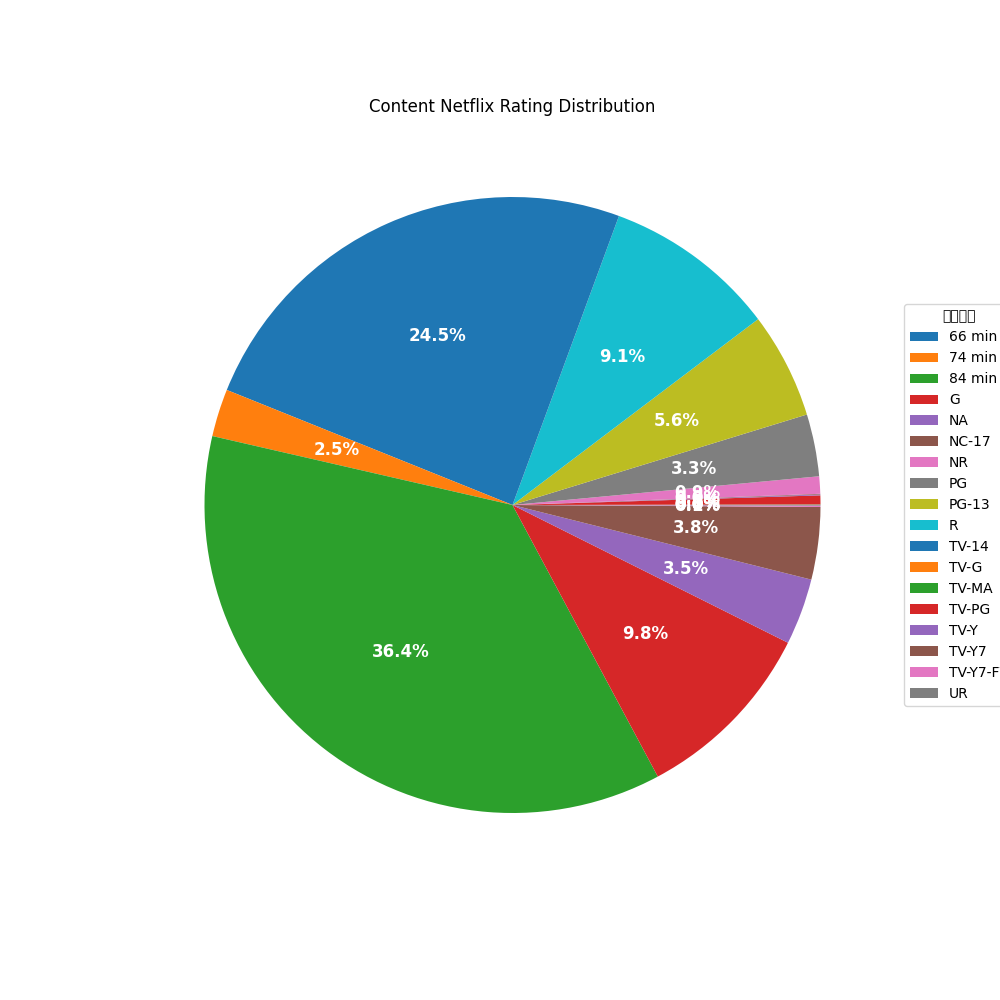 Content Netflix Rating Distribution
24.5%
9.1%
5.6%
3.3%
2.5%
3.8%
3.5%
9.8%
36.4%
66 min
74 min
84 min
G
NA
NC-17
NR
PG
PG-13
R
TV-14
TV-G
TV-MA
TV-PG
TV-Y
TV-Y7
TV-Y7-F
UR